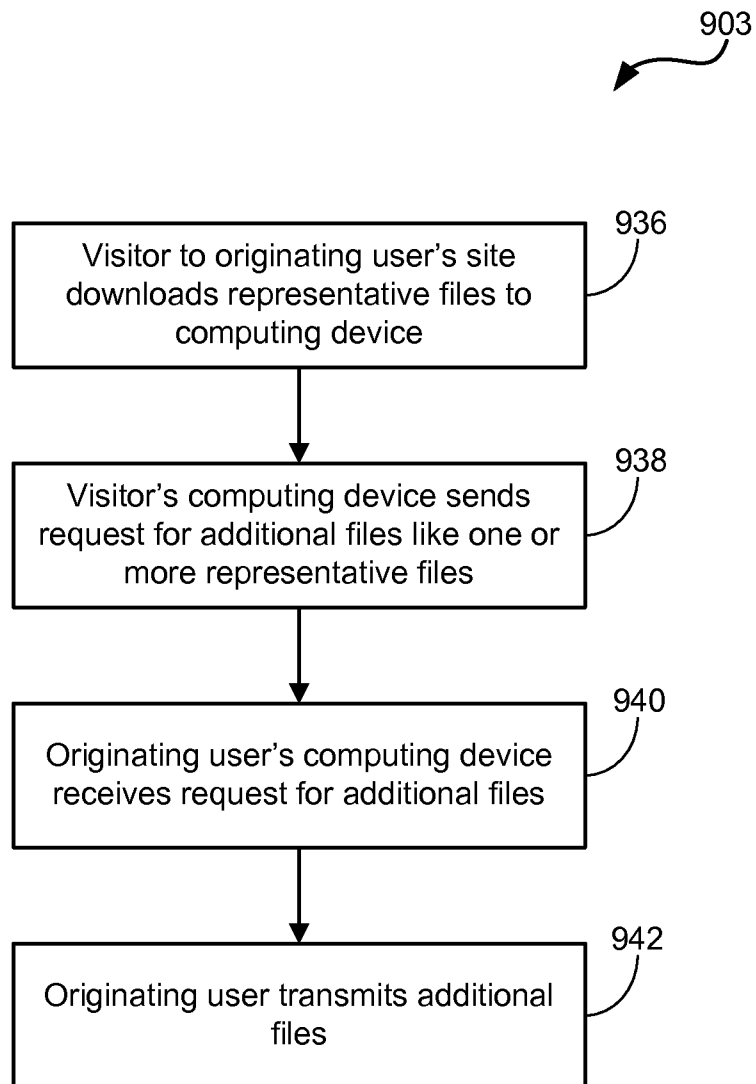 903
936
Visitor to originating user’s site
downloads representative files to
computing device
938
Visitor’s computing device sends
request for additional files like one or
more representative files
940
Originating user’s computing device
receives request for additional files
942
Originating user transmits additional
files